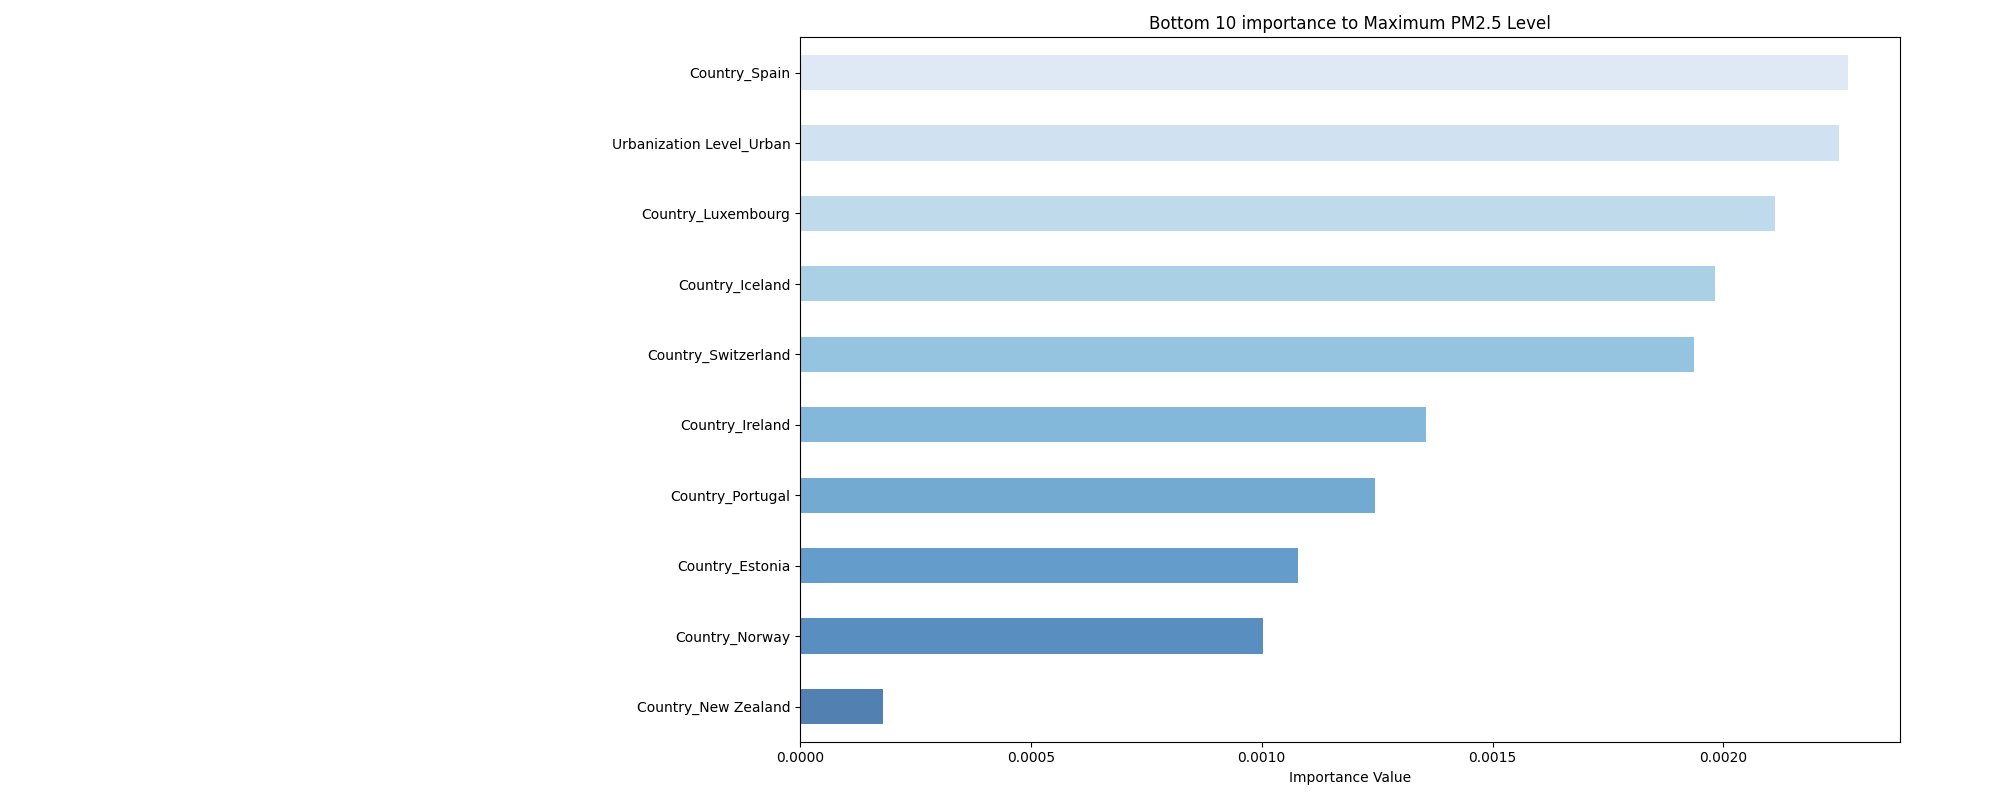 Bottom 10 importance to Maximum PM2.5 Level
Country_Spain
Urbanization Level_Urban
Country_Luxembourg
Country_Iceland
Country_Switzerland
Country_Ireland
Country_Portugal
Country_Estonia
Country_Norway
Country_New Zealand
0.0000 0.0005 0.0010 0.0015 0.0020
Importance Value